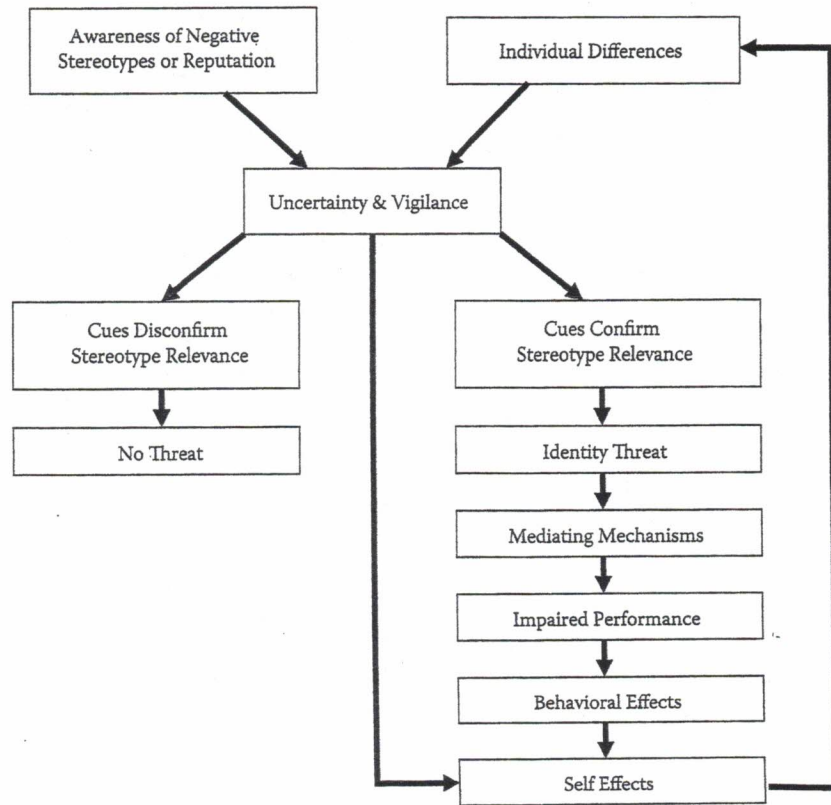 Awareness of Negative
Stereotypes or Reputation
Individual Differences
Uncertainty & Vigilance
Cues Disconfirm
Stereotype Relevance
Cues Confirm
Stereotype Relevance
No Threat
Identity Threat
Mediating Mechanisms
Impaired Performance
Behavioral Effects
Self Effects